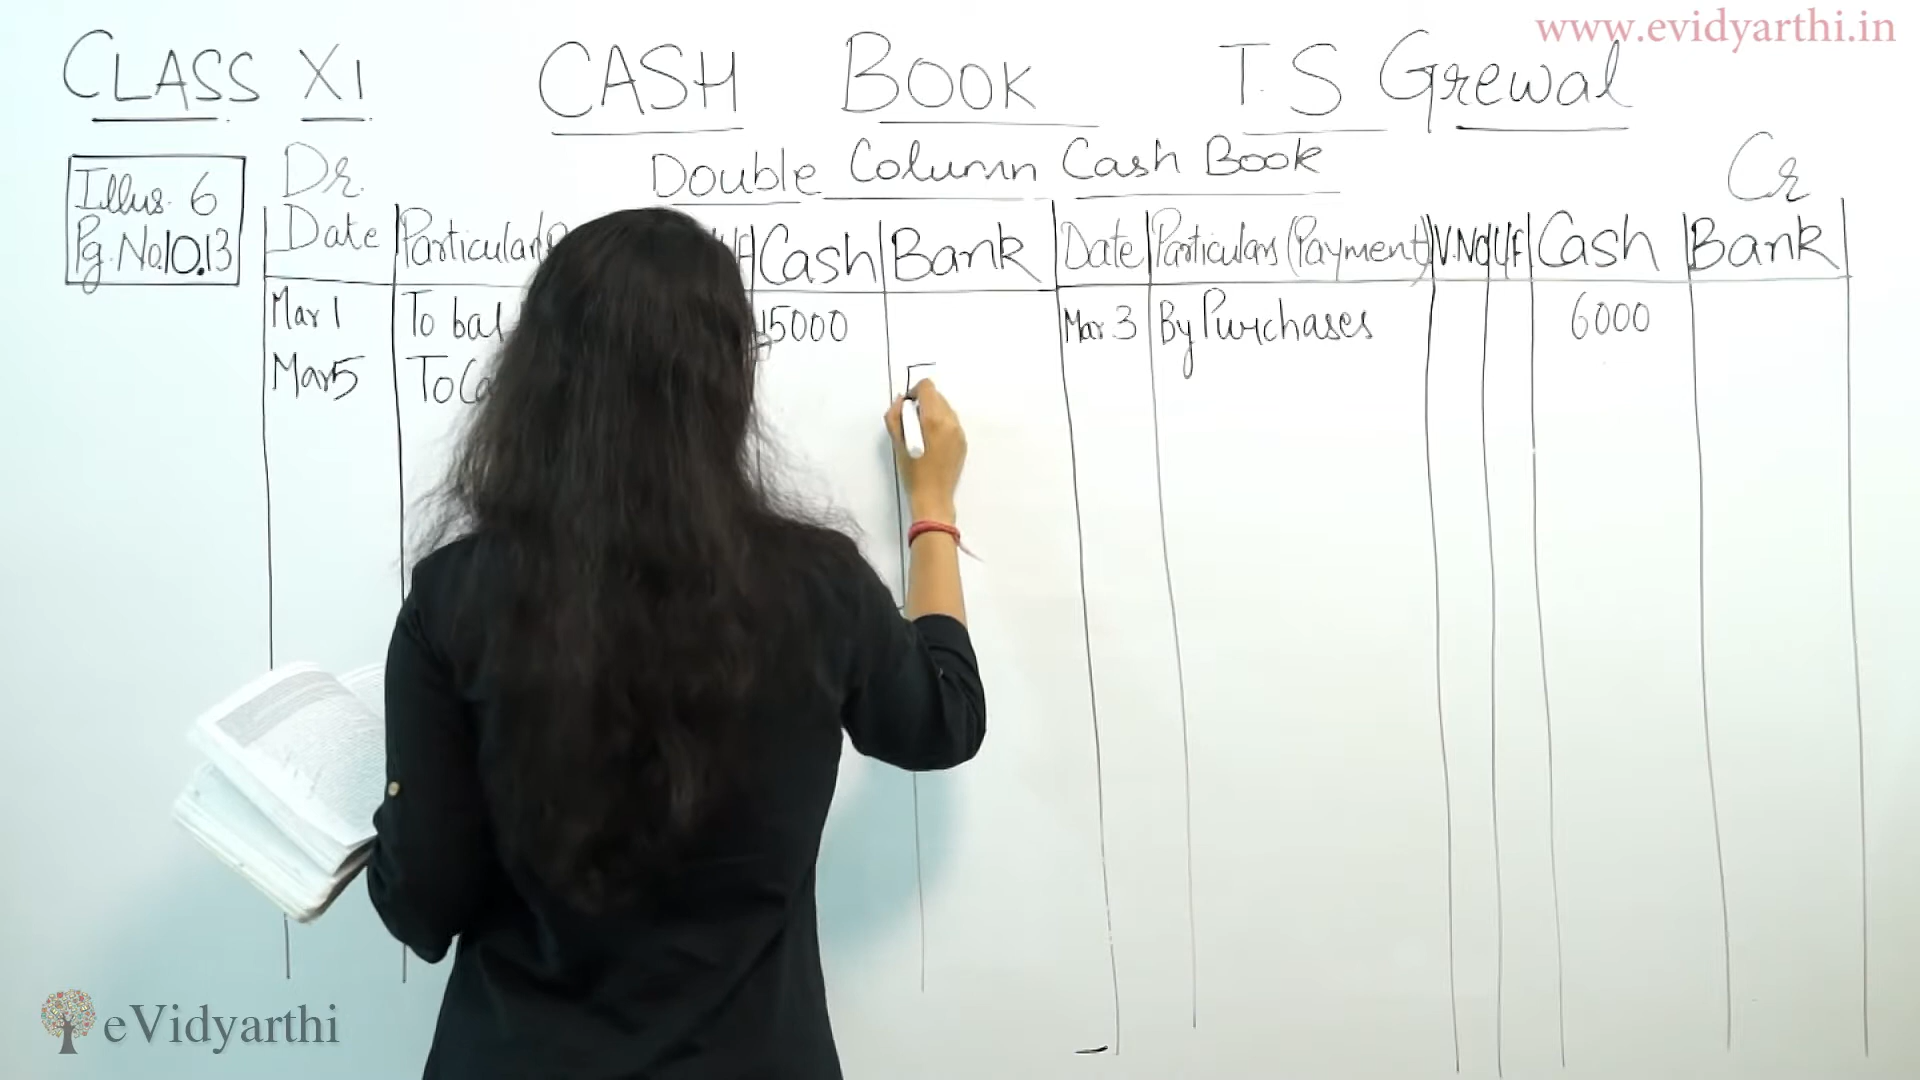 www.evidyarthi.in
CLASS XI CASH BOOK T.S Grewal
Illus. 6
Pg. No. 10.13
Dr. Double Column Cash Book Cr
Date Particulars Cash Bank Date Particulars (Payment) V.No L/F Cash Bank
Mar 1 To bal 15000 Mar 3 By Purchases 6000
Mar 5 To
eVidyarthi